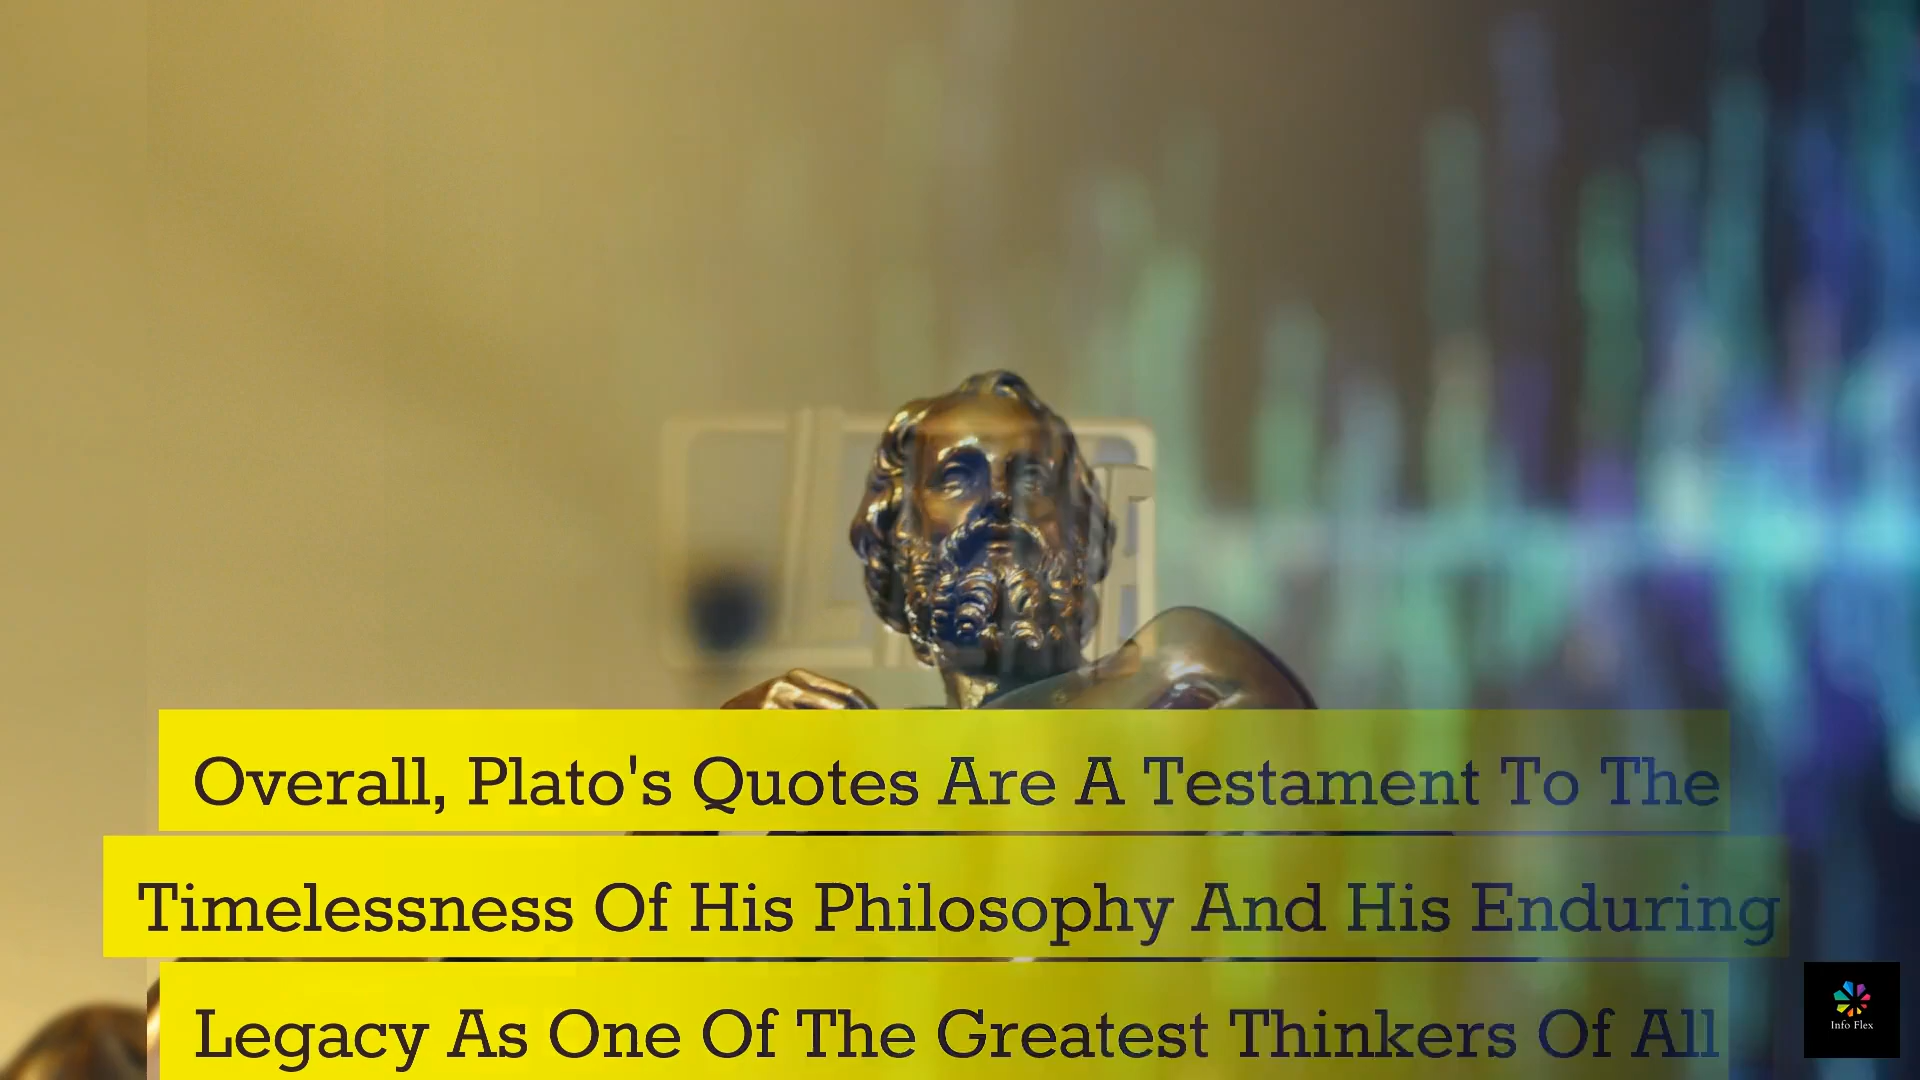 Overall, Plato's Quotes Are A Testament To The
Timelessness Of His Philosophy And His Enduring
Legacy As One Of The Greatest Thinkers Of All
Info Flex